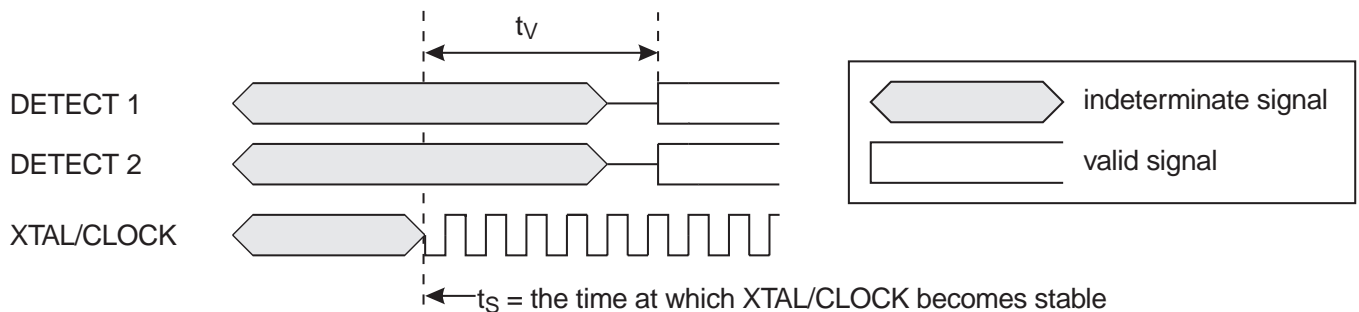 tV
DETECT 1
DETECT 2
XTAL/CLOCK
tS = the time at which XTAL/CLOCK becomes stable
indeterminate signal
valid signal